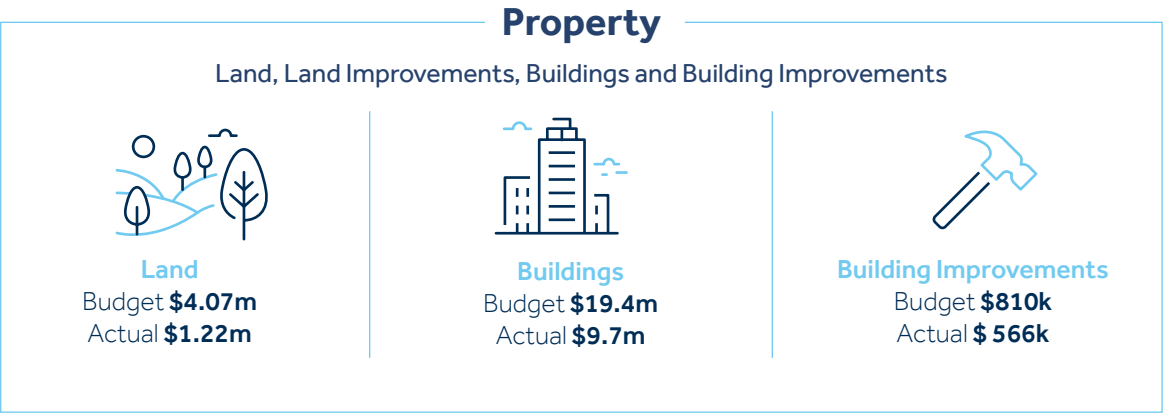 Property
Land, Land Improvements, Buildings and Building Improvements
Land
Budget $4.07m
Actual $1.22m
Buildings
Budget $19.4m
Actual $9.7m
Building Improvements
Budget $810k
Actual $ 566k